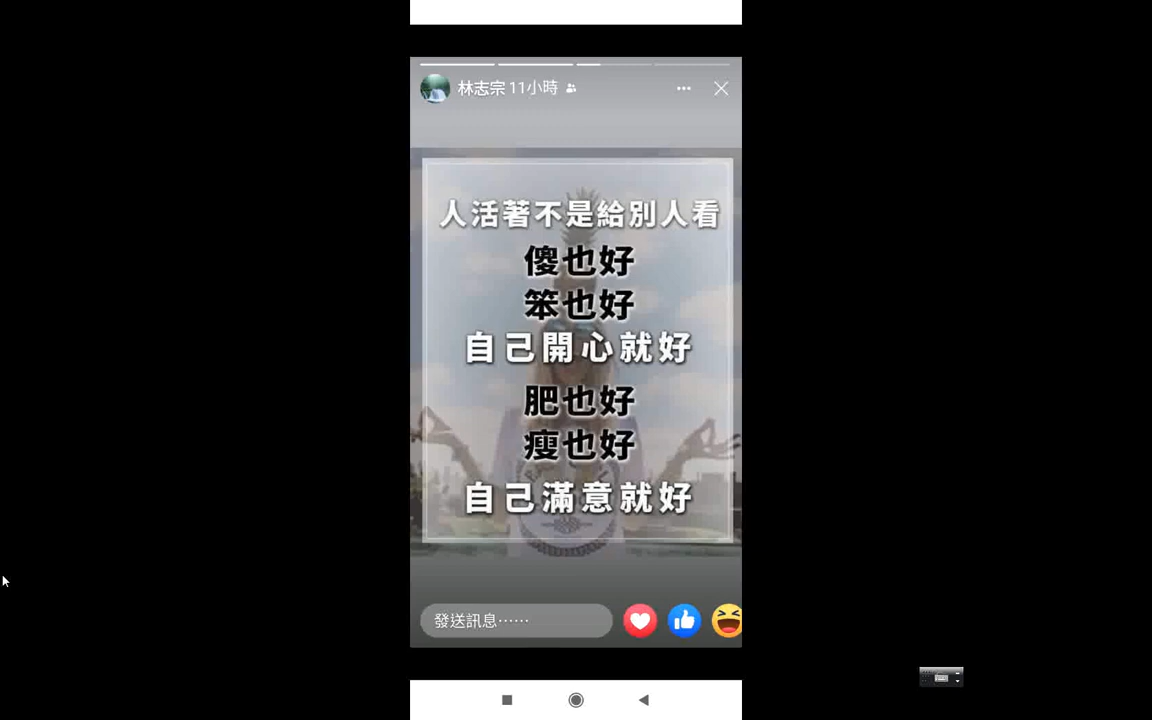 林志宗 11小時
人活著不是給別人看
傻也好
笨也好
自己開心就好
肥也好
瘦也好
自己滿意就好
發送訊息……